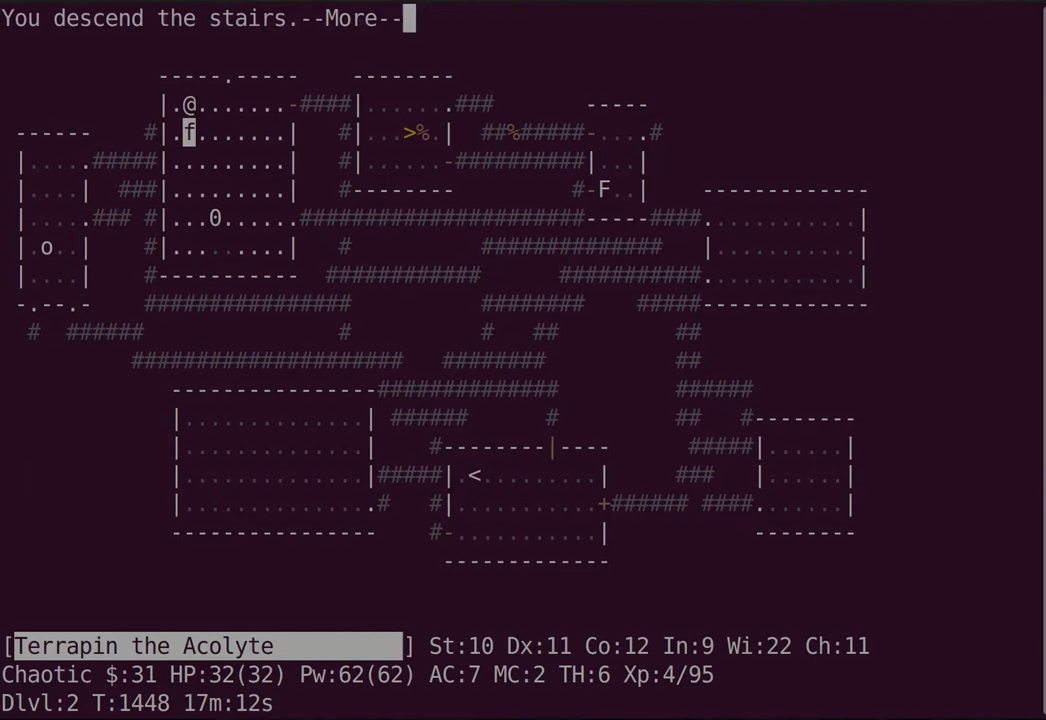 You descend the stairs.--More--
-----.----- --------
|.@.......-####|.......### -----
------ #|.f.......| #|...>%.| ##%#####-....#
|.....#####|.........| #|......-##########|...|
|....| ###|.........| #-------- #-F..| -------------
|.....### #|...0......######################-----####...........|
|.o..| #|.........| # ############## |...........|
|....| #----------- ############ ###########............|
-.--.- ################ ######## #####-------------
# ###### # # ## ##
##################### ######## ##
----------------############## ######
|..............| ###### # ## #--------
|..............| #--------|---- #####|......|
|..............|#####|<.........| ### |......|
|...............# #|..........+###### ####.......|
---------------- #-..........| --------
-------------
[Terrapin the Acolyte ] St:10 Dx:11 Co:12 In:9 Wi:22 Ch:11
Chaotic $:31 HP:32(32) Pw:62(62) AC:7 MC:2 TH:6 Xp:4/95
Dlvl:2 T:1448 17m:12s